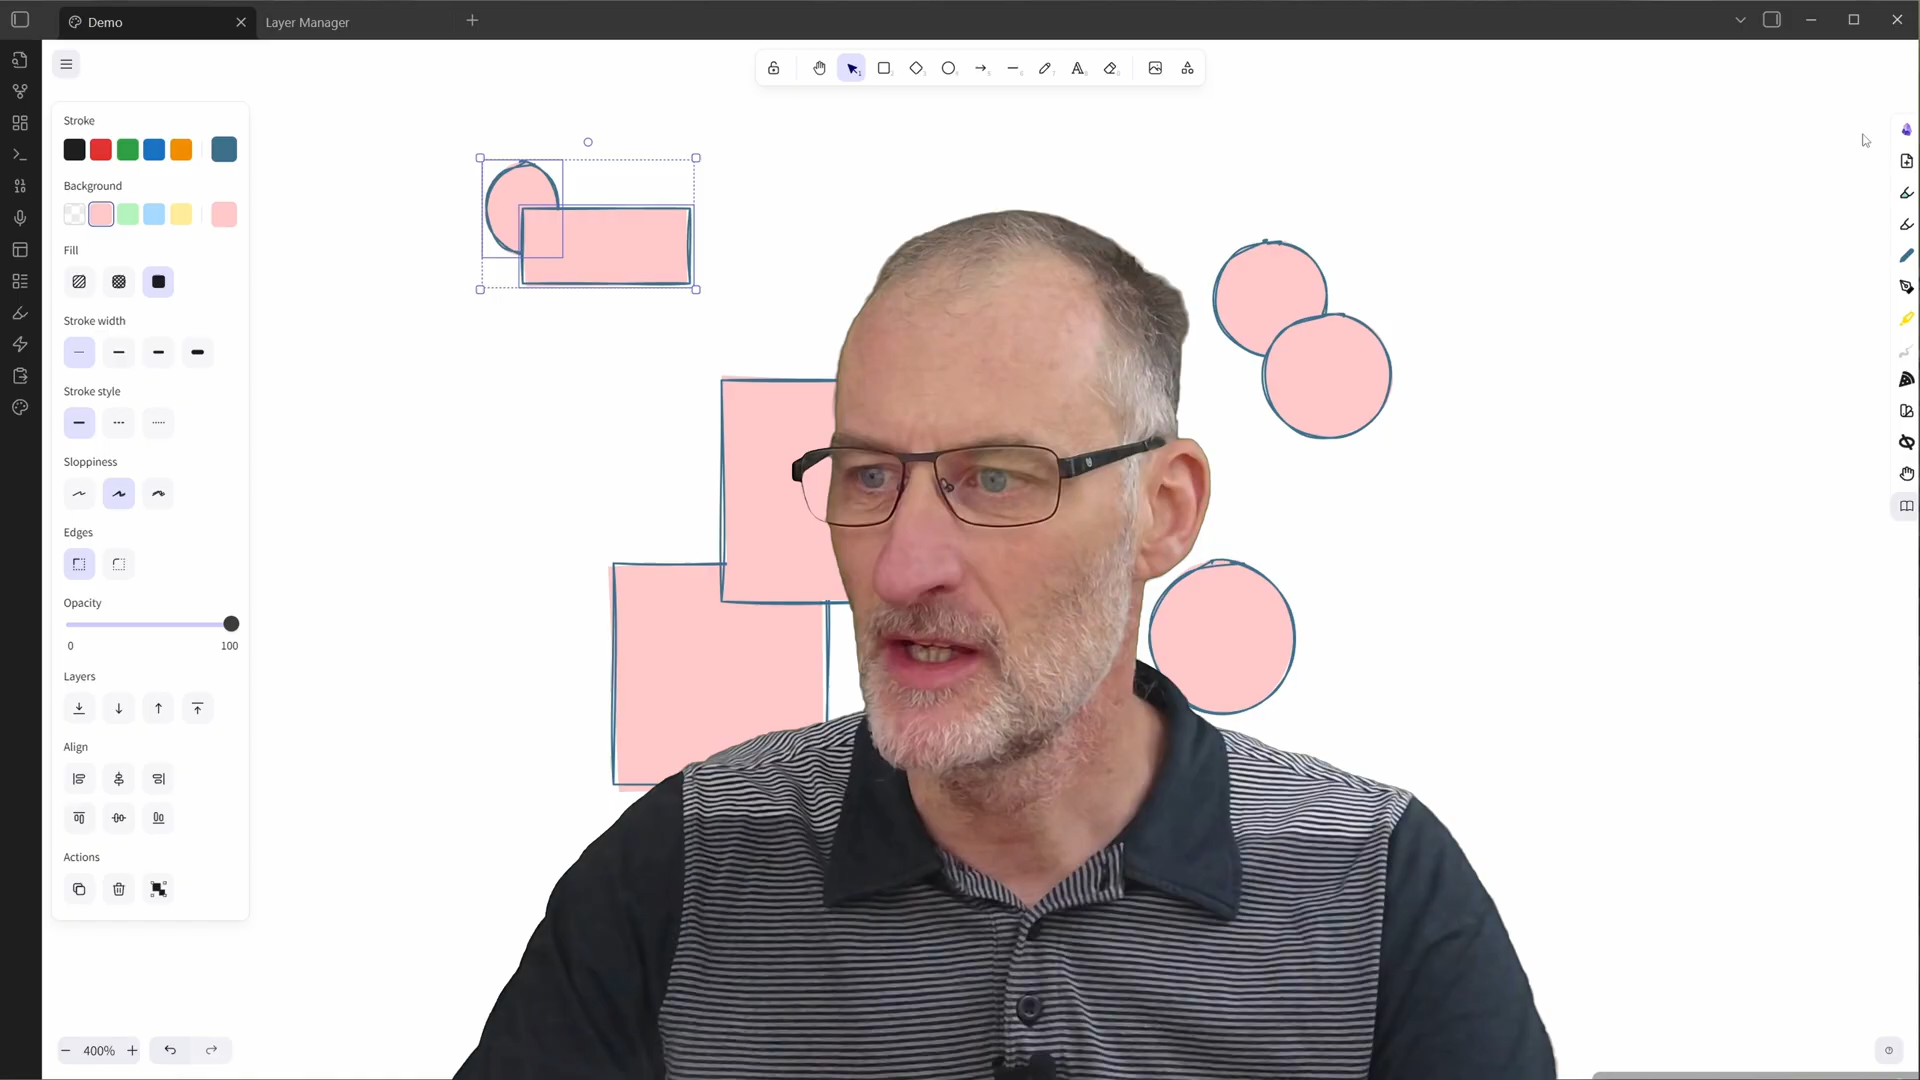 Demo
Layer Manager
Stroke
Background
Fill
Stroke width
Stroke style
Sloppiness
Edges
Opacity
0
100
Layers
Align
Actions
400%